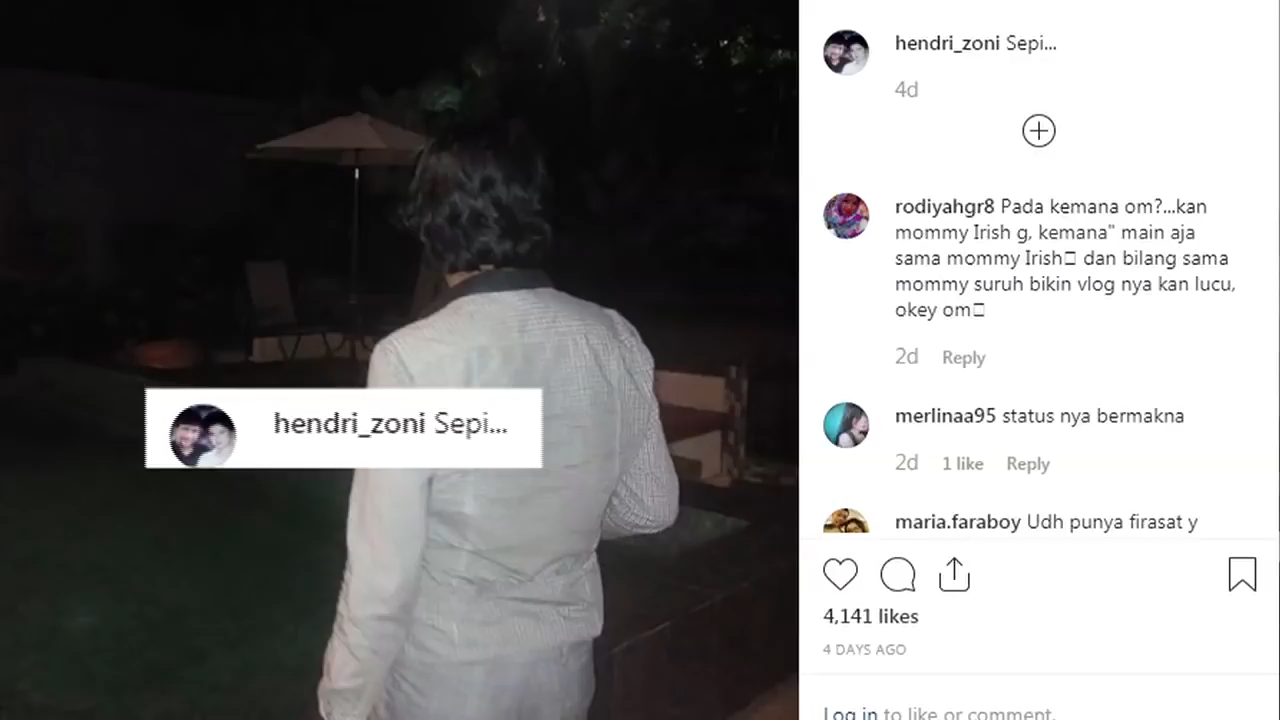 hendri_zoni Sepi...
hendri_zoni Sepi...
4d
rodiyahgr8 Pada kemana om?...kan
mommy Irish g, kemana" main aja
sama mommy Irish dan bilang sama
mommy suruh bikin vlog nya kan lucu,
okey om
2d Reply
merlinaa95 status nya bermakna
2d 1 like Reply
maria.faraboy Udh punya firasat y
4,141 likes
4 DAYS AGO
Log in to like or comment.